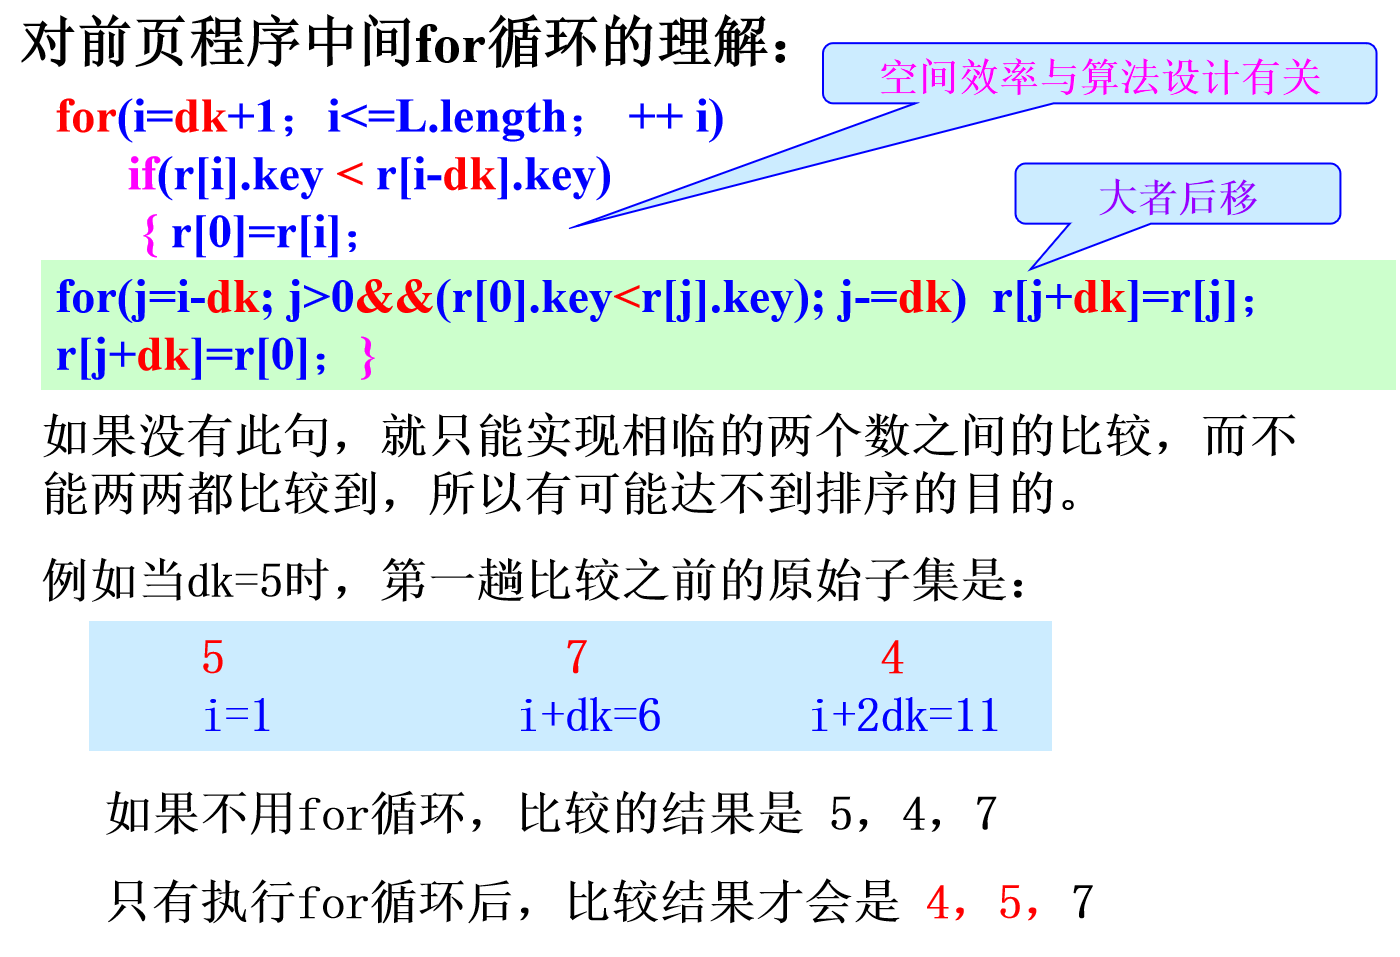 对前页程序中间for循环的理解：
空间效率与算法设计有关
for(i=dk+1；i<=L.length； ++ i)
if(r[i].key < r[i-dk].key)
大者后移
{ r[0]=r[i]；
for(j=i-dk; j>0&&(r[0].key<r[j].key); j-=dk) r[j+dk]=r[j]；
r[j+dk]=r[0]；}
如果没有此句，就只能实现相临的两个数之间的比较，而不
能两两都比较到，所以有可能达不到排序的目的。
例如当dk=5时，第一趟比较之前的原始子集是：
5 7 4
i=1 i+dk=6 i+2dk=11
如果不用for循环，比较的结果是 5，4，7
只有执行for循环后，比较结果才会是 4，5，7